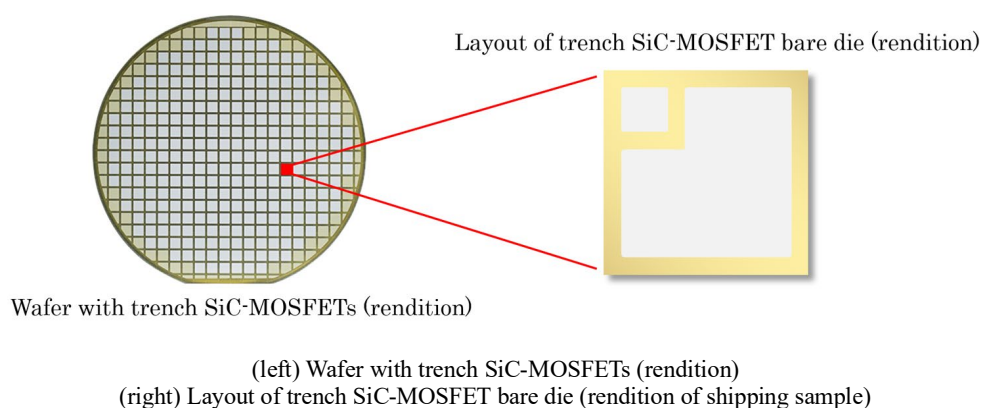 Layout of trench SiC-MOSFET bare die (rendition)
Wafer with trench SiC-MOSFETs (rendition)
(left) Wafer with trench SiC-MOSFETs (rendition)
(right) Layout of trench SiC-MOSFET bare die (rendition of shipping sample)